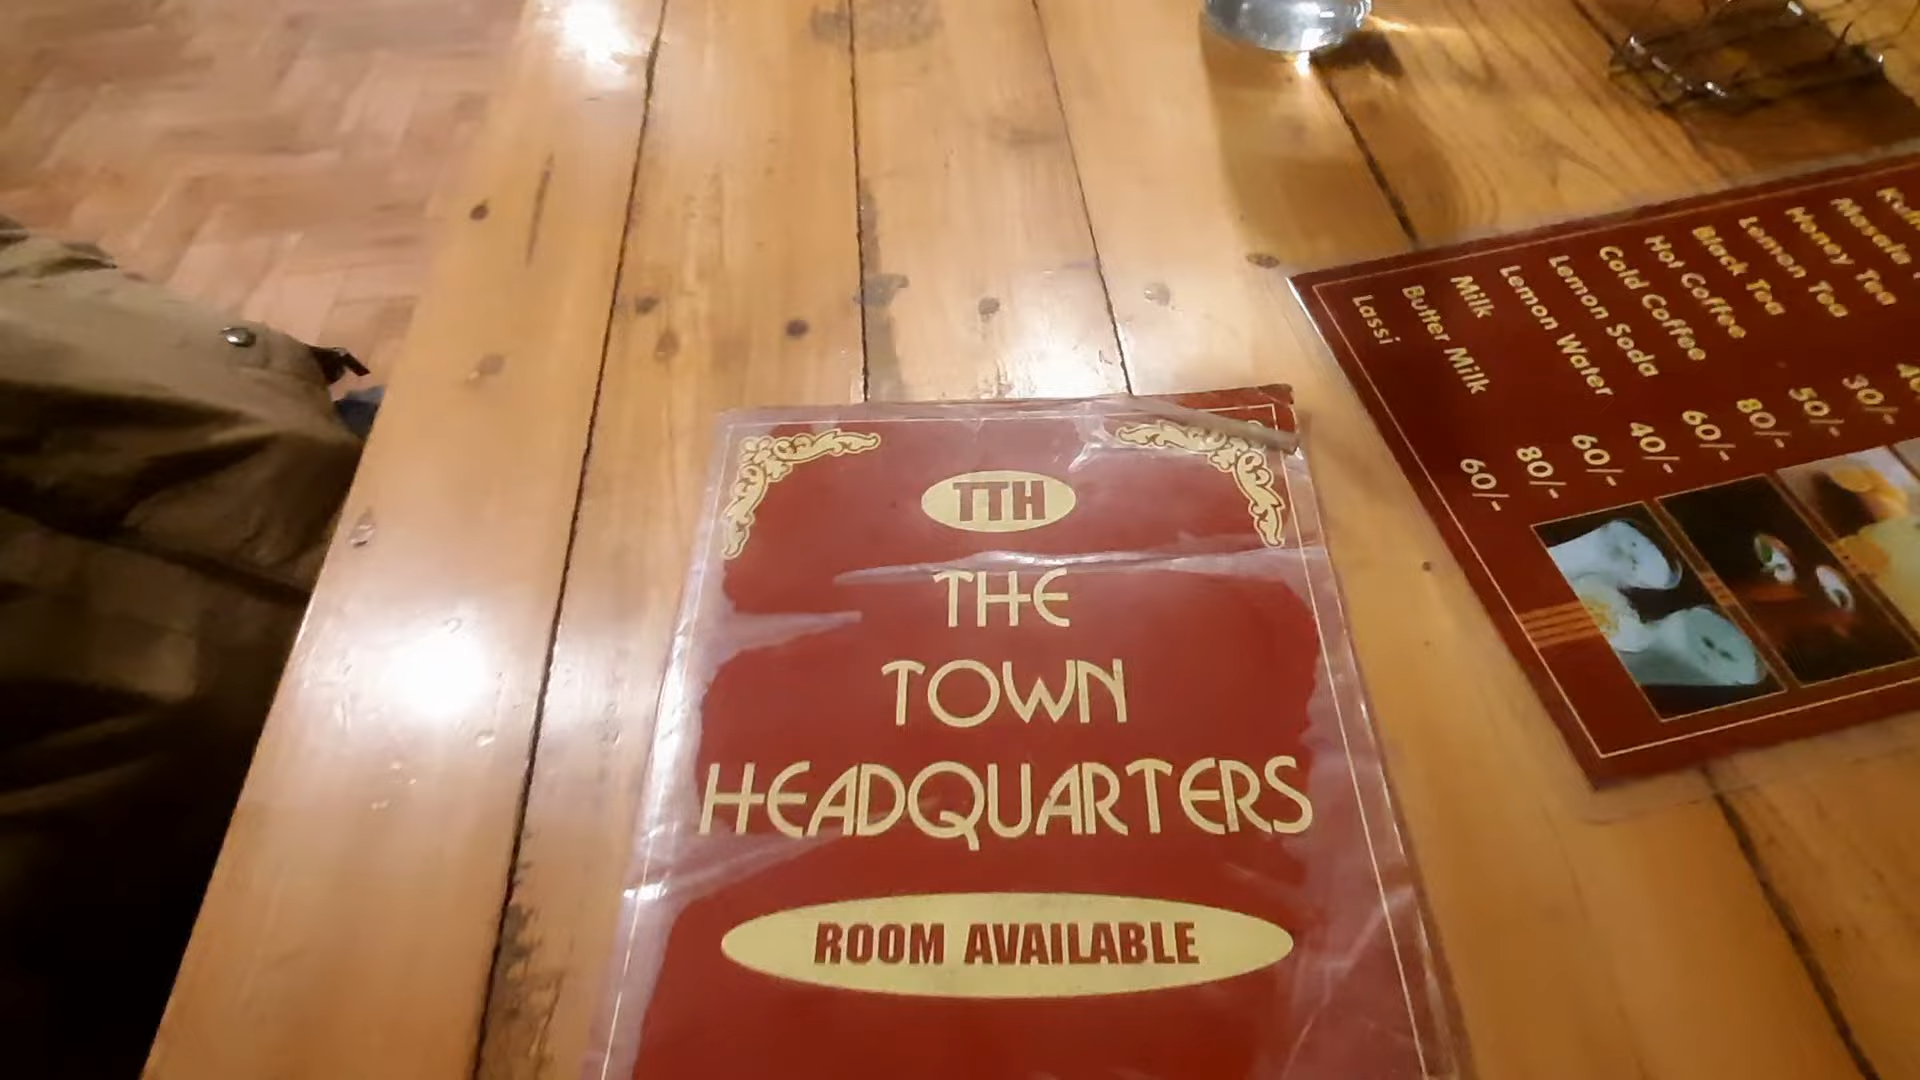 TTH
THE
TOWN
HEADQUARTERS
ROOM AVAILABLE
Masala
Honey Tea
Lemon Tea
Black Tea 30/-
Hot Coffee 50/-
Cold Coffee 80/-
Lemon Soda 60/-
Lemon Water 40/-
Milk 60/-
Butter Milk 80/-
Lassi 60/-